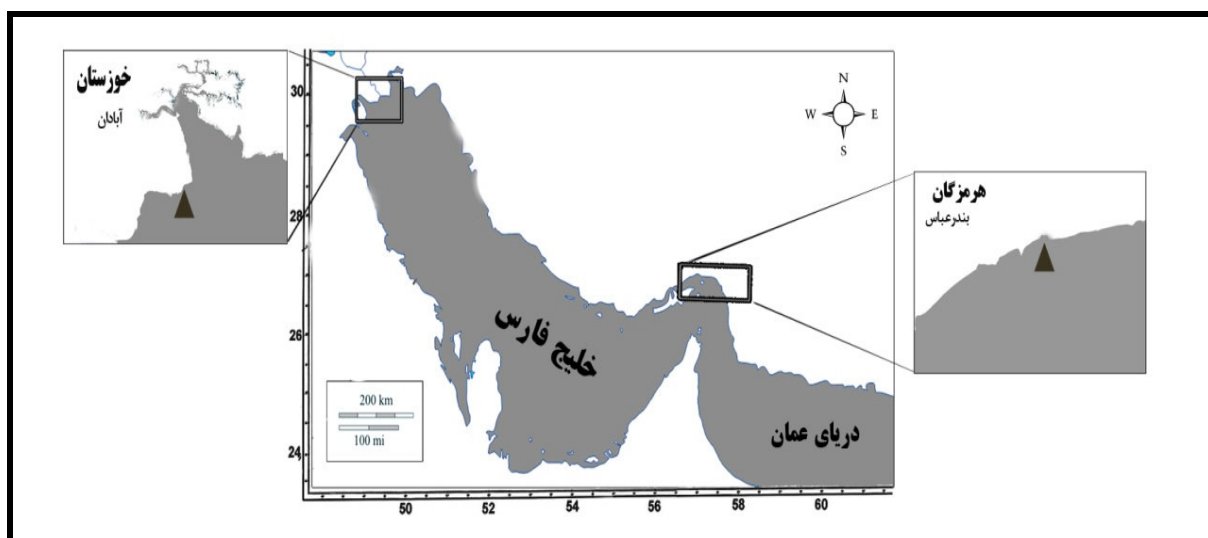 خوزستان
آبادان
N
W E
S
هرمزگان
بندرعباس
خلیج فارس
دریای عمان
200 km
100 mi
30
28
26
24
50 52 54 56 58 60